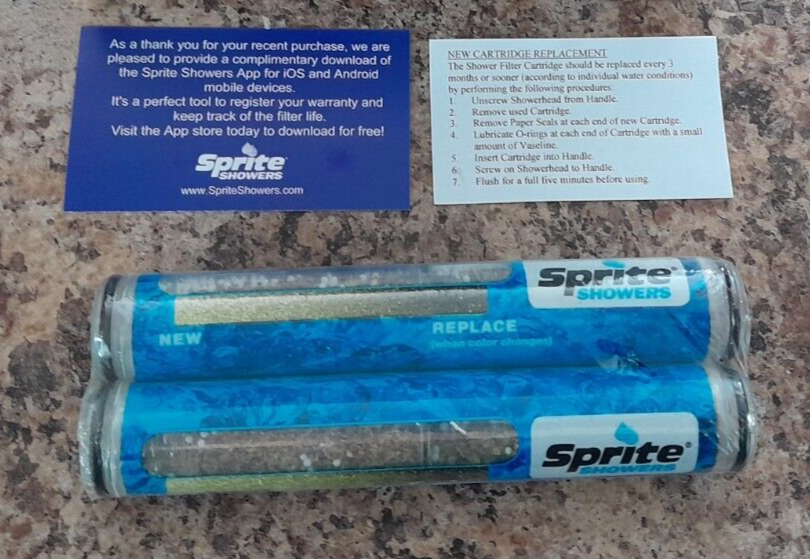 As a thank you for your recent purchase, we are
pleased to provide a complimentary download of
the Sprite Showers App for iOS and Android
mobile devices.
It's a perfect tool to register your warranty and
keep track of the filter life.
Visit the App store today to download for free!
Sprite®
SHOWERS
www.SpriteShowers.com
NEW CARTRIDGE REPLACEMENT
The Shower Filter Cartridge should be replaced every 3
months or sooner (according to individual water conditions)
by performing the following procedures:
1. Unscrew Showerhead from Handle.
2. Remove used Cartridge.
3. Remove Paper Seals at each end of new Cartridge.
4. Lubricate O-rings at each end of Cartridge with a small
amount of Vaseline.
5. Insert Cartridge into Handle.
6. Screw on Showerhead to Handle.
7. Flush for a full five minutes before using.
Sprite®
SHOWERS
NEW
REPLACE
(when color changes)
Sprite®
SHOWERS